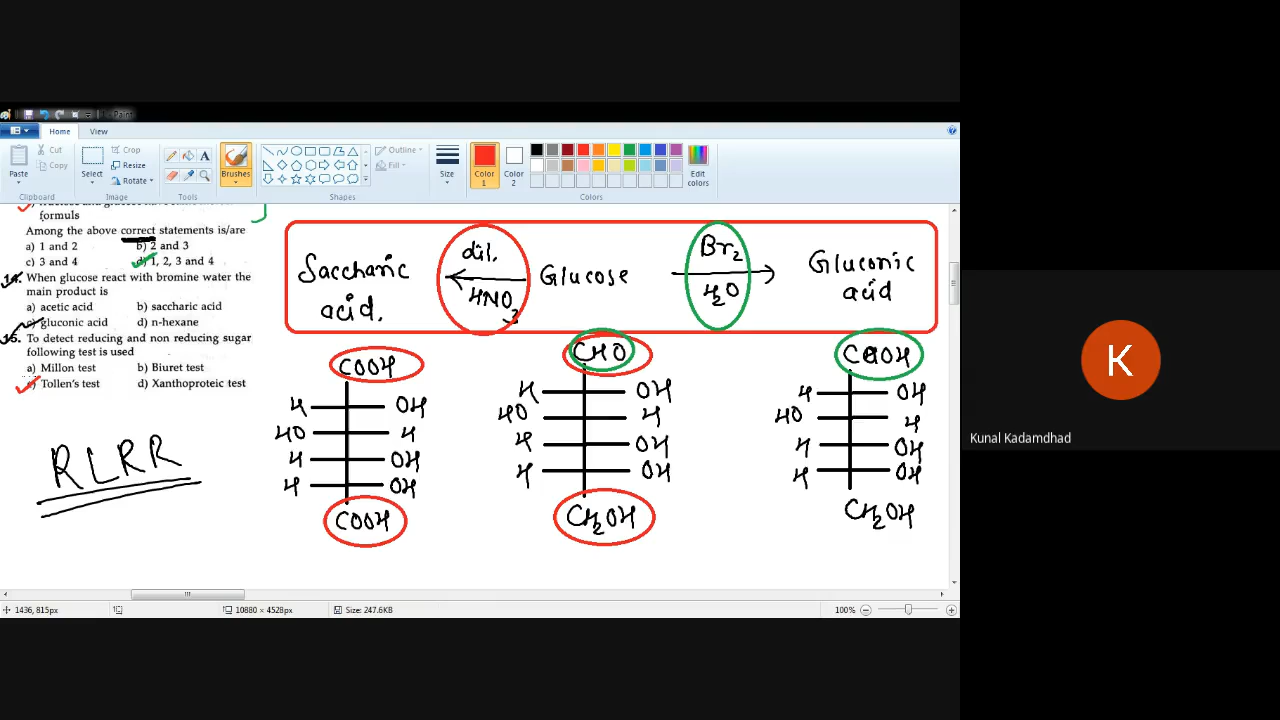 Paint
Home View
Cut
Copy
Paste
Clipboard
Select
Crop
Resize
Rotate
Image
A
Tools
Brushes
Outline
Fill
Shapes
Size
Color 1
Color 2
Edit colors
Colors
formuls
Among the above correct statements is/are
a) 1 and 2 b) 2 and 3
c) 3 and 4 d) 1, 2, 3 and 4
14. When glucose react with bromine water the
main product is
a) acetic acid b) saccharic acid
c) gluconic acid d) n-hexane
15. To detect reducing and non reducing sugar
following test is used
a) Millon test b) Biuret test
c) Tollen's test d) Xanthoproteic test
RLRR
Saccharic acid.
dil.
HNO3
Glucose
Br2
H2O
Gluconic acid
COOH
H OH
HO H
H OH
H OH
COOH
CHO
H OH
HO H
H OH
H OH
CH2OH
COOH
H OH
HO H
H OH
H OH
CH2OH
K
Kunal Kadamdhad
1436, 815px
10880 × 4528px
Size: 247.6KB
100%